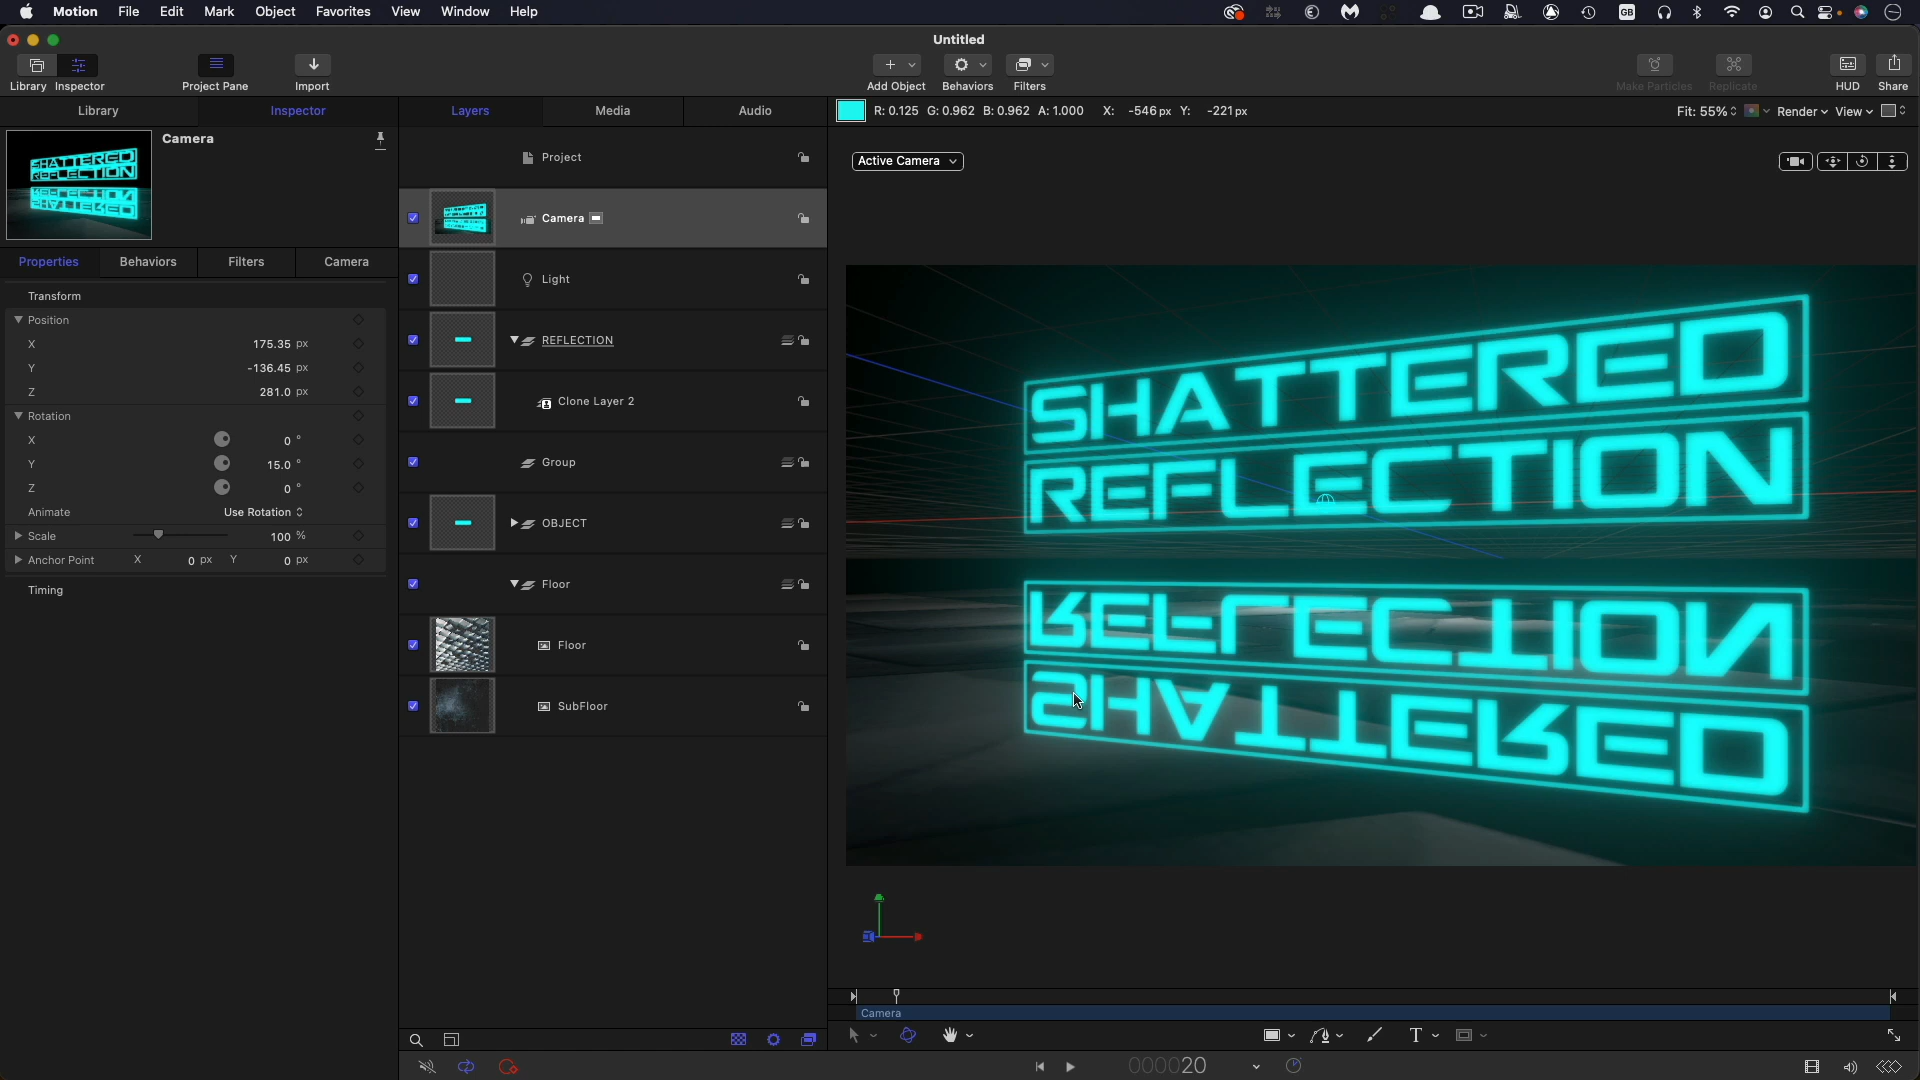 Motion File Edit Mark Object Favorites View Window Help GB
Untitled
Library Inspector Project Pane Import Add Object Behaviors Filters Make Particles Replicate HUD Share
Library Inspector Layers Media Audio R: 0.125 G: 0.962 B: 0.962 A: 1.000 X: -546 px Y: -221 px Fit: 55% Render View
Camera
Properties Behaviors Filters Camera
Transform
Position
X 175.35 px
Y -136.45 px
Z 281.0 px
Rotation
X 0 °
Y 15.0 °
Z 0 °
Animate Use Rotation
Scale 100 %
Anchor Point X 0 px Y 0 px
Timing
Project
Camera
Light
REFLECTION
Clone Layer 2
Group
OBJECT
Floor
Floor
SubFloor
Active Camera
SHATTERED
REFLECTION
REFLECTION
SHATTERED
Camera
T
000020